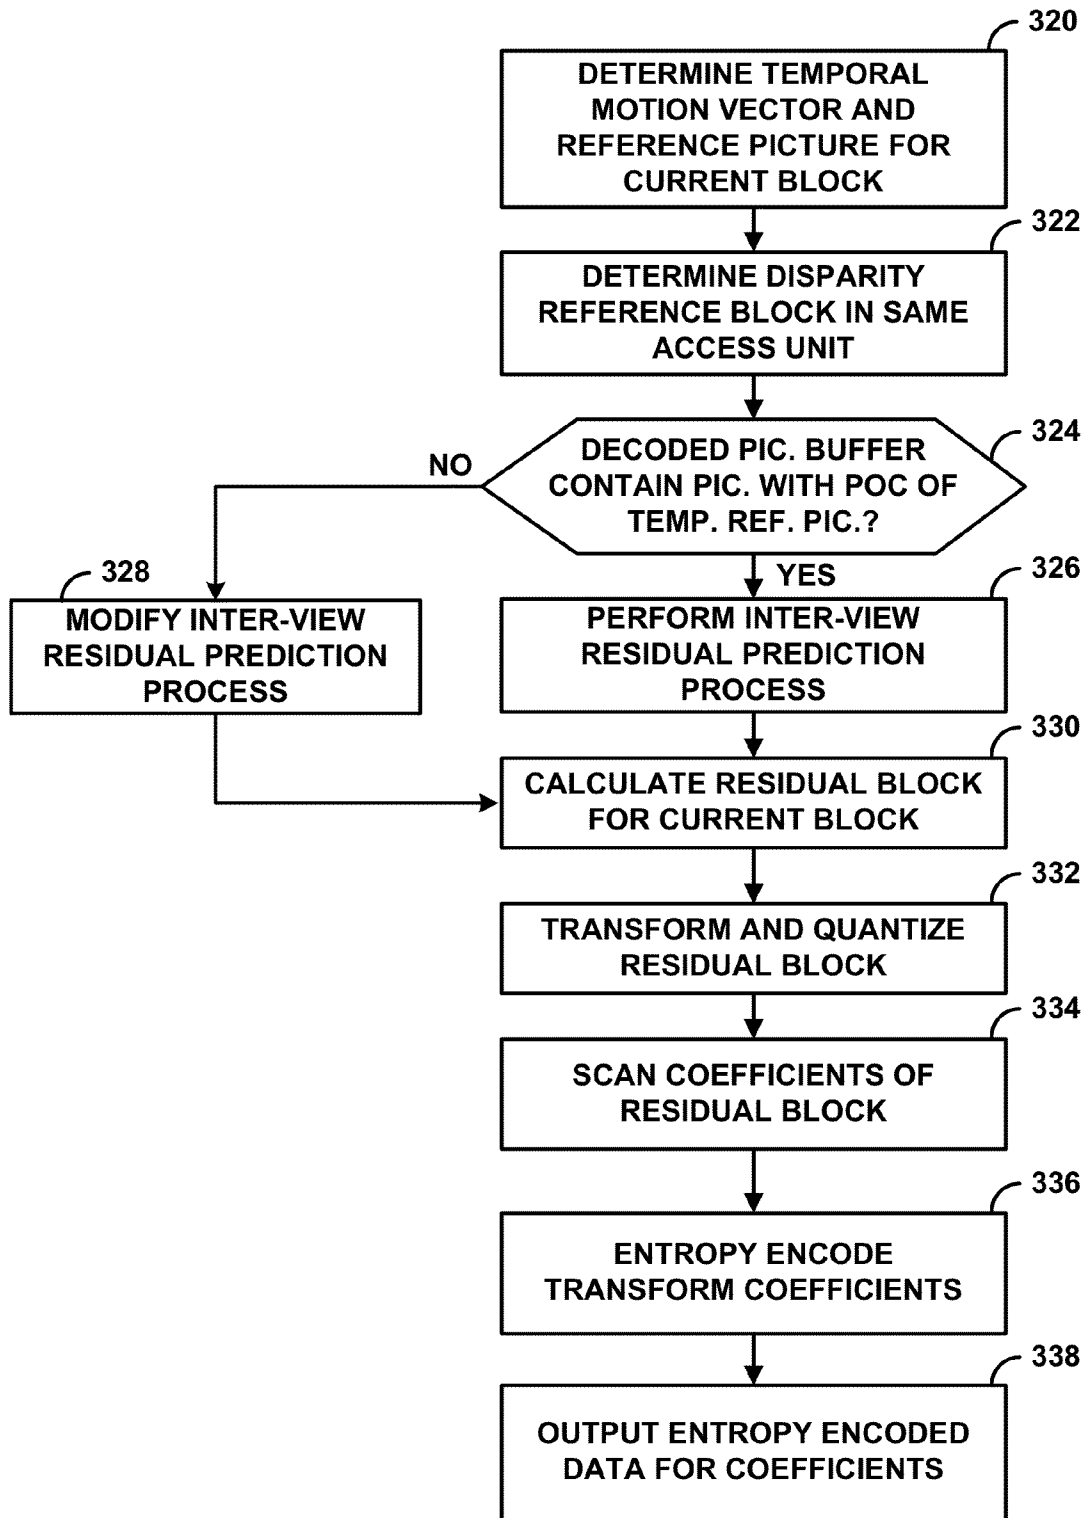 320
DETERMINE TEMPORAL
MOTION VECTOR AND
REFERENCE PICTURE FOR
CURRENT BLOCK
322
DETERMINE DISPARITY
REFERENCE BLOCK IN SAME
ACCESS UNIT
324
DECODED PIC. BUFFER
CONTAIN PIC. WITH POC OF
TEMP. REF. PIC.?
NO
YES
328
MODIFY INTER-VIEW
RESIDUAL PREDICTION
PROCESS
326
PERFORM INTER-VIEW
RESIDUAL PREDICTION
PROCESS
330
CALCULATE RESIDUAL BLOCK
FOR CURRENT BLOCK
332
TRANSFORM AND QUANTIZE
RESIDUAL BLOCK
334
SCAN COEFFICIENTS OF
RESIDUAL BLOCK
336
ENTROPY ENCODE
TRANSFORM COEFFICIENTS
338
OUTPUT ENTROPY ENCODED
DATA FOR COEFFICIENTS